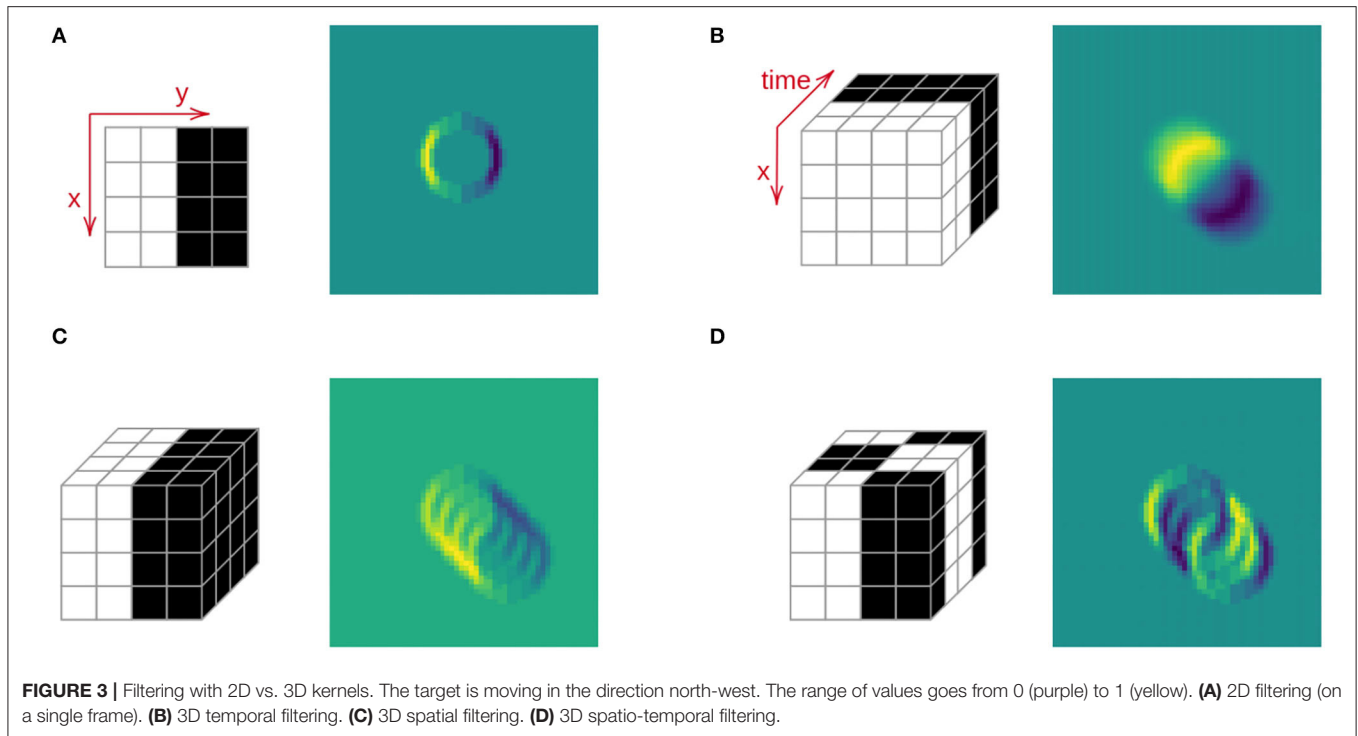 A
B
y
x
time
x
C
D
FIGURE 3 | Filtering with 2D vs. 3D kernels. The target is moving in the direction north-west. The range of values goes from 0 (purple) to 1 (yellow). (A) 2D filtering (on
a single frame). (B) 3D temporal filtering. (C) 3D spatial filtering. (D) 3D spatio-temporal filtering.